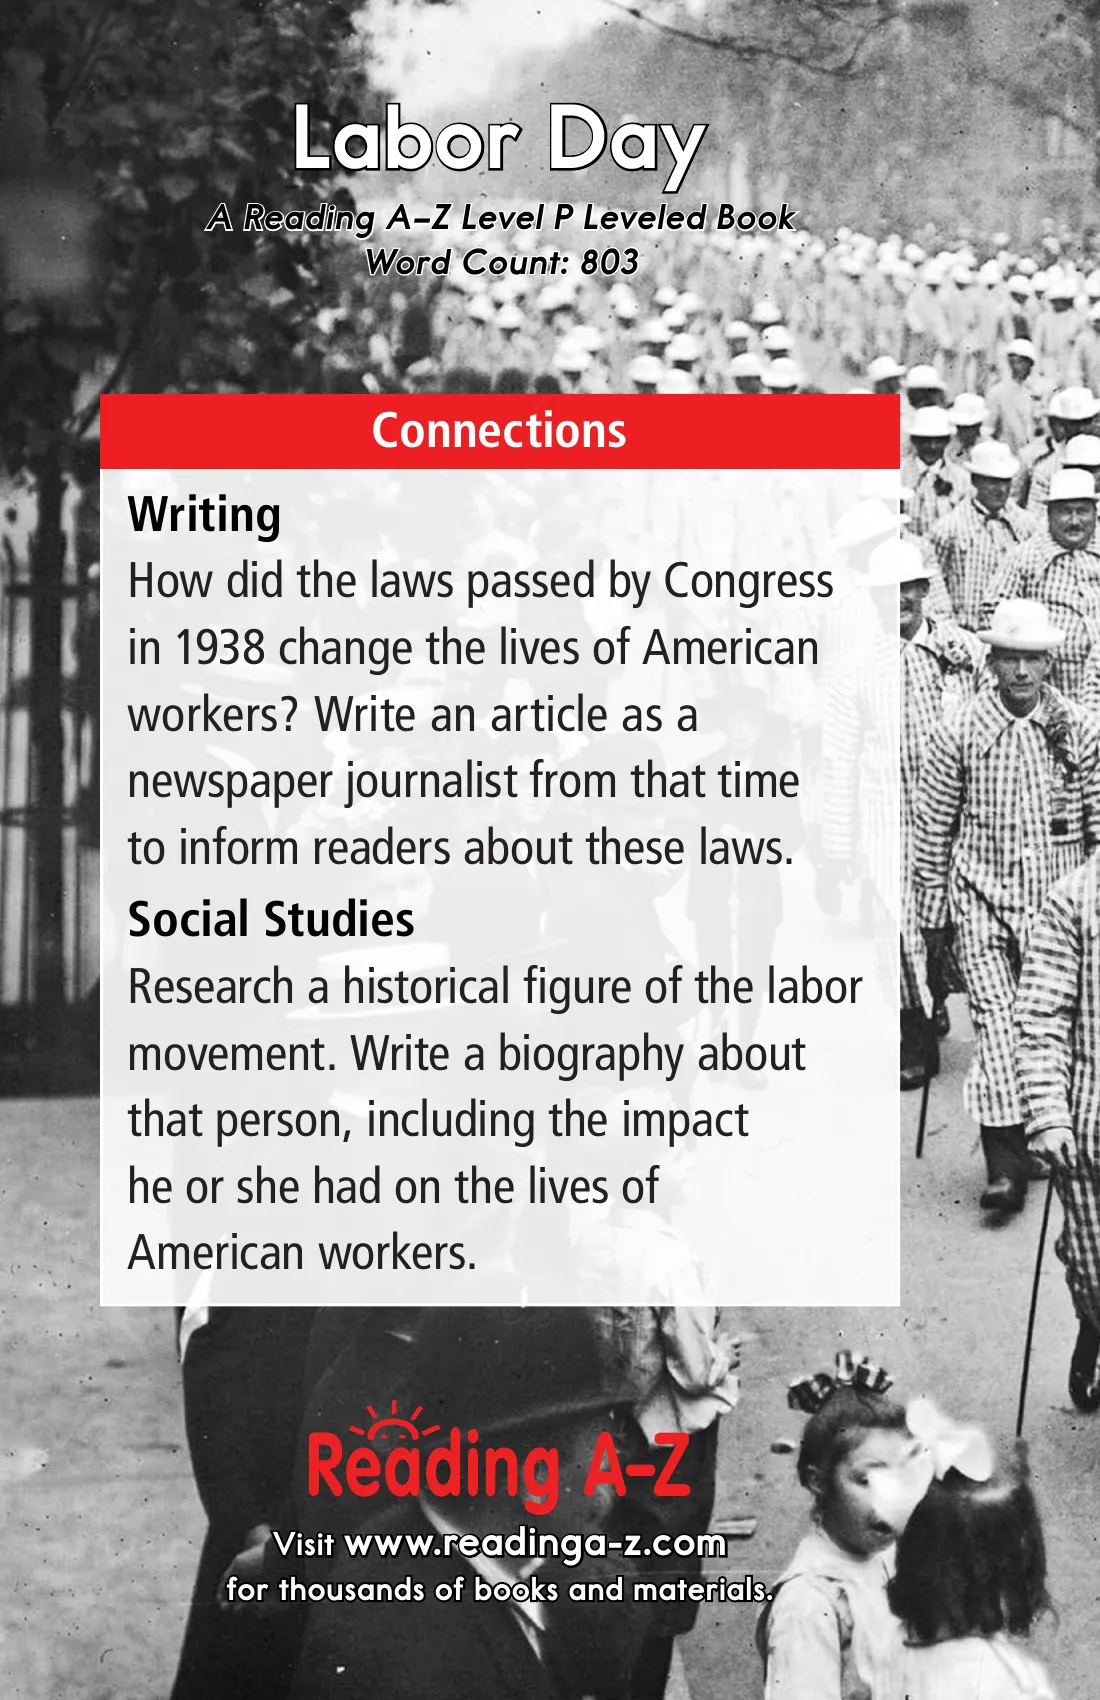 Labor Day
A Reading A–Z Level P Leveled Book
Word Count: 803
Connections
Writing
How did the laws passed by Congress
in 1938 change the lives of American
workers? Write an article as a
newspaper journalist from that time
to inform readers about these laws.
Social Studies
Research a historical figure of the labor
movement. Write a biography about
that person, including the impact
he or she had on the lives of
American workers.
Reading A–Z
Visit www.readinga-z.com
for thousands of books and materials.